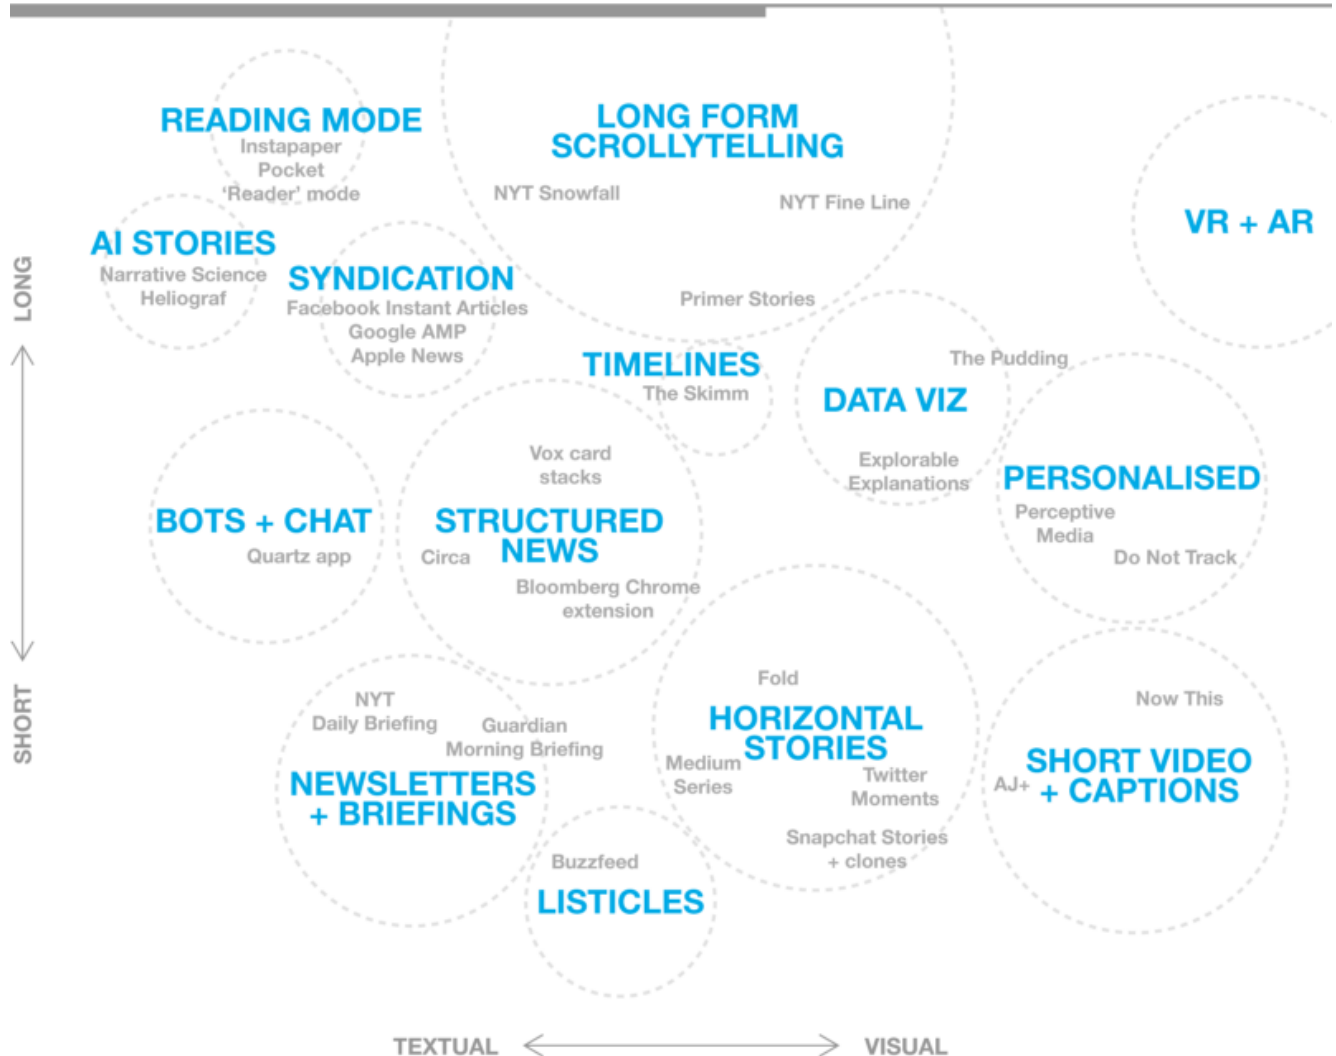 READING MODE
Instapaper
Pocket
‘Reader’ mode
LONG FORM
SCROLLYTELLING
NYT Snowfall
NYT Fine Line
Primer Stories
VR + AR
AI STORIES
Narrative Science
Heliograf
SYNDICATION
Facebook Instant Articles
Google AMP
Apple News
TIMELINES
The Skimm
DATA VIZ
The Pudding
Explorable
Explanations
PERSONALISED
Perceptive
Media
Do Not Track
BOTS + CHAT
Quartz app
Vox card
stacks
STRUCTURED
NEWS
Circa
Bloomberg Chrome
extension
NYT
Daily Briefing
Guardian
Morning Briefing
NEWSLETTERS
+ BRIEFINGS
Fold
HORIZONTAL
STORIES
Medium
Series
Twitter
Moments
Snapchat Stories
+ clones
Now This
SHORT VIDEO
+ CAPTIONS
AJ+
Buzzfeed
LISTICLES
LONG
SHORT
TEXTUAL
VISUAL